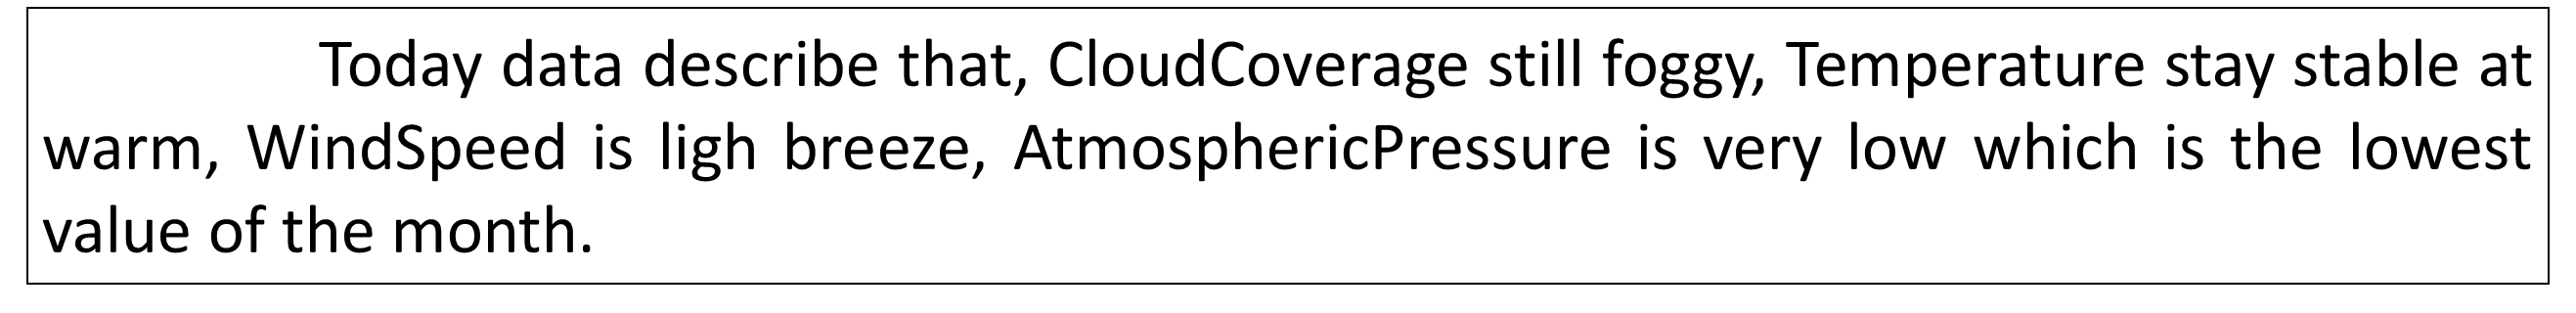 Today data describe that, CloudCoverage still foggy, Temperature stay stable at
warm, WindSpeed is ligh breeze, AtmosphericPressure is very low which is the lowest
value of the month.